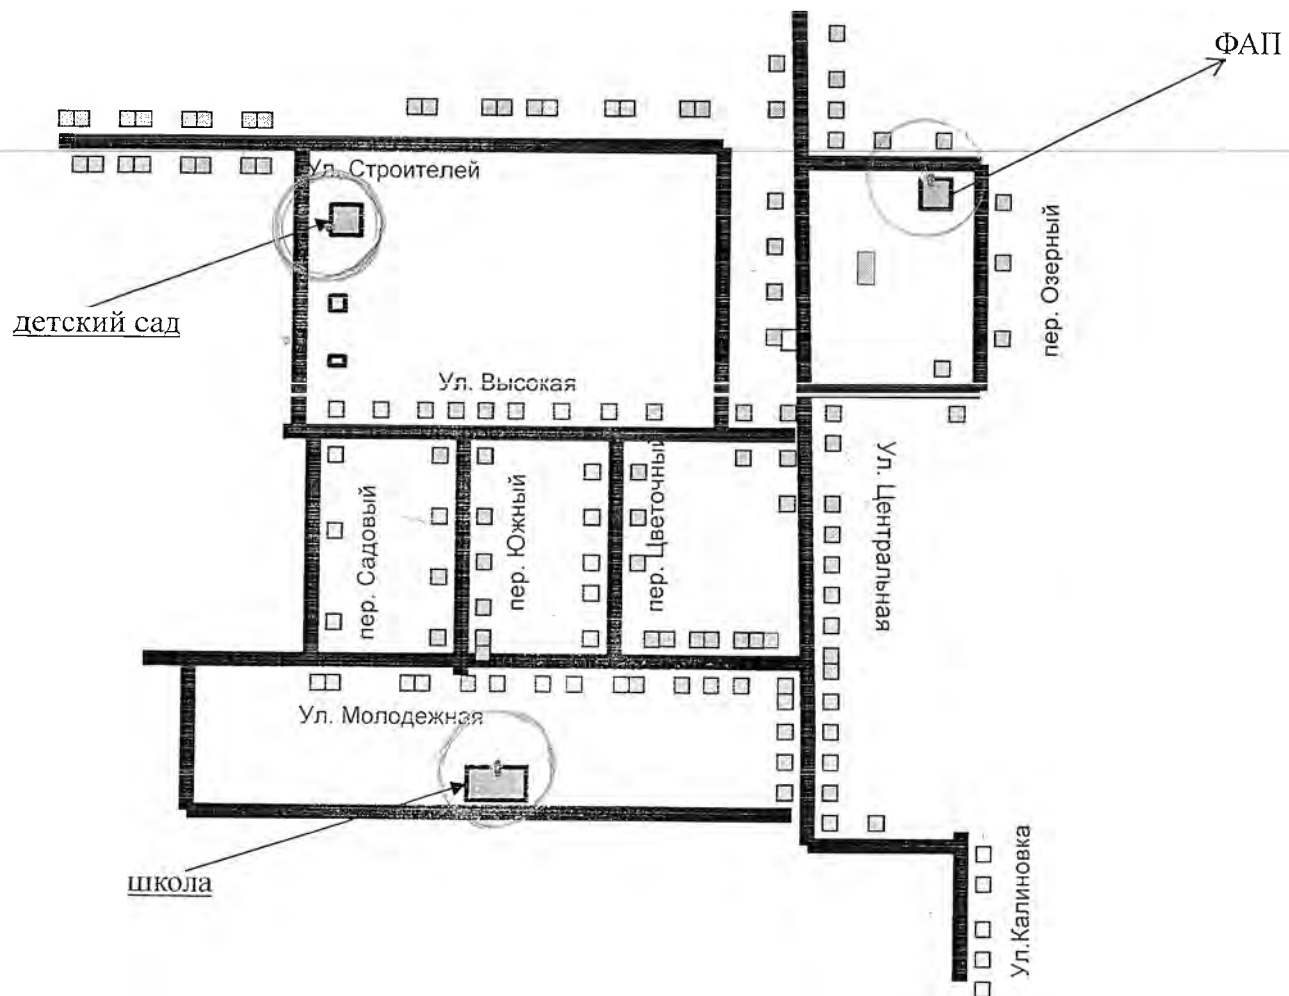 ФАП
Ул. Строителей
пер. Озерный
детский сад
Ул. Высокая
пер. Садовый
пер. Южный
пер. Цветочный
Ул. Центральная
Ул. Молодежная
школа
Ул.Калиновка